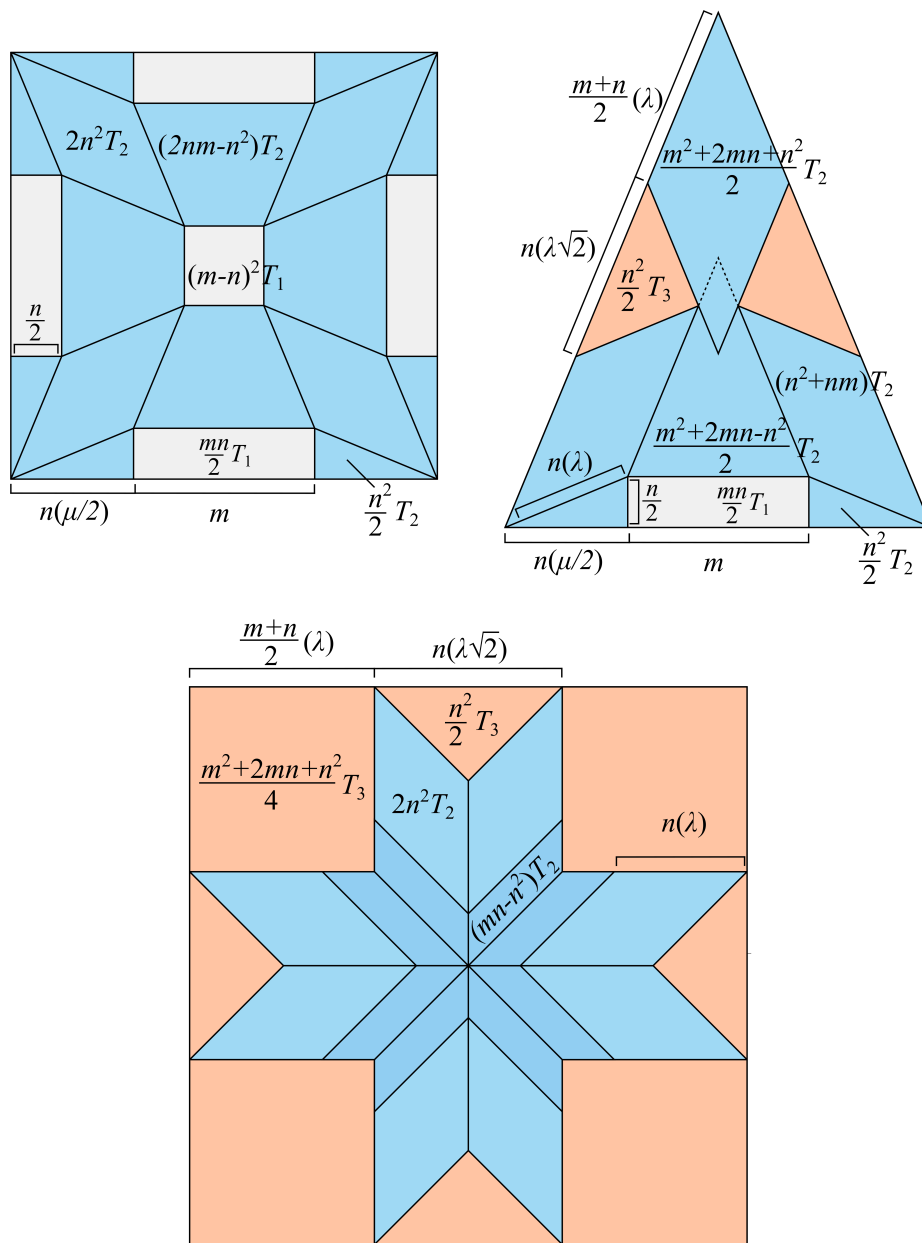 2n²T₂
(2nm-n²)T₂
(m-n)²T₁
n/2
mn/2 T₁
n(μ/2)
m
n²/2 T₂
m+n/2 (λ)
m²+2mn+n²/2 T₂
n(λ√2)
n²/2 T₃
(n²+nm)T₂
m²+2mn-n²/2 T₂
n(λ)
n/2
mn/2 T₁
n(μ/2)
m
n²/2 T₂
m+n/2 (λ)
n(λ√2)
n²/2 T₃
m²+2mn+n²/4 T₃
2n²T₂
n(λ)
(mn-n²)T₂